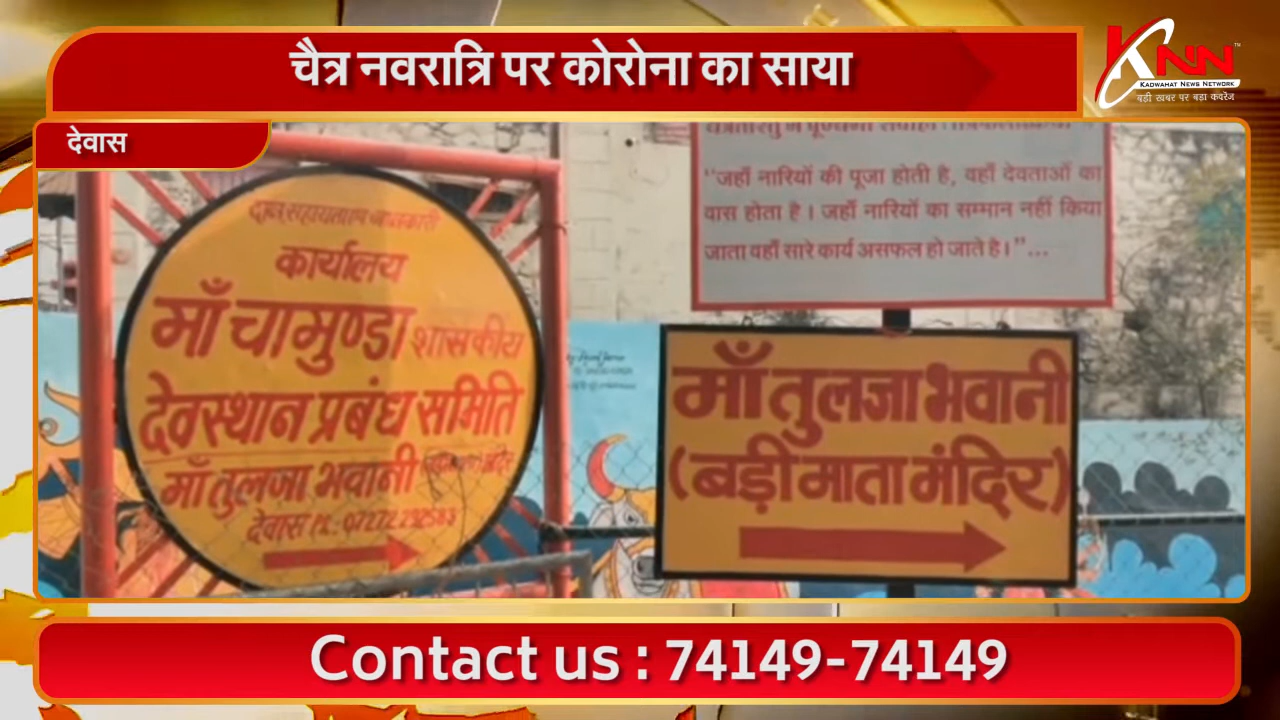 चैत्र नवरात्रि पर कोरोना का साया
KNN
KADWAHAT NEWS NETWORK
बड़ी खबर पर बड़ा कवरेज
देवास
कार्यालय
माँ चामुण्डा शासकीय
देवस्थान प्रबंध समिति
माँ तुलजा भवानी
देवास
"जहाँ नारियों की पूजा होती है, वहाँ देवताओं का
वास होता है। जहाँ नारियों का सम्मान नहीं किया
जाता वहाँ सारे कार्य असफल हो जाते है।"...
माँ तुलजा भवानी
(बड़ी माता मंदिर)
Contact us : 74149-74149